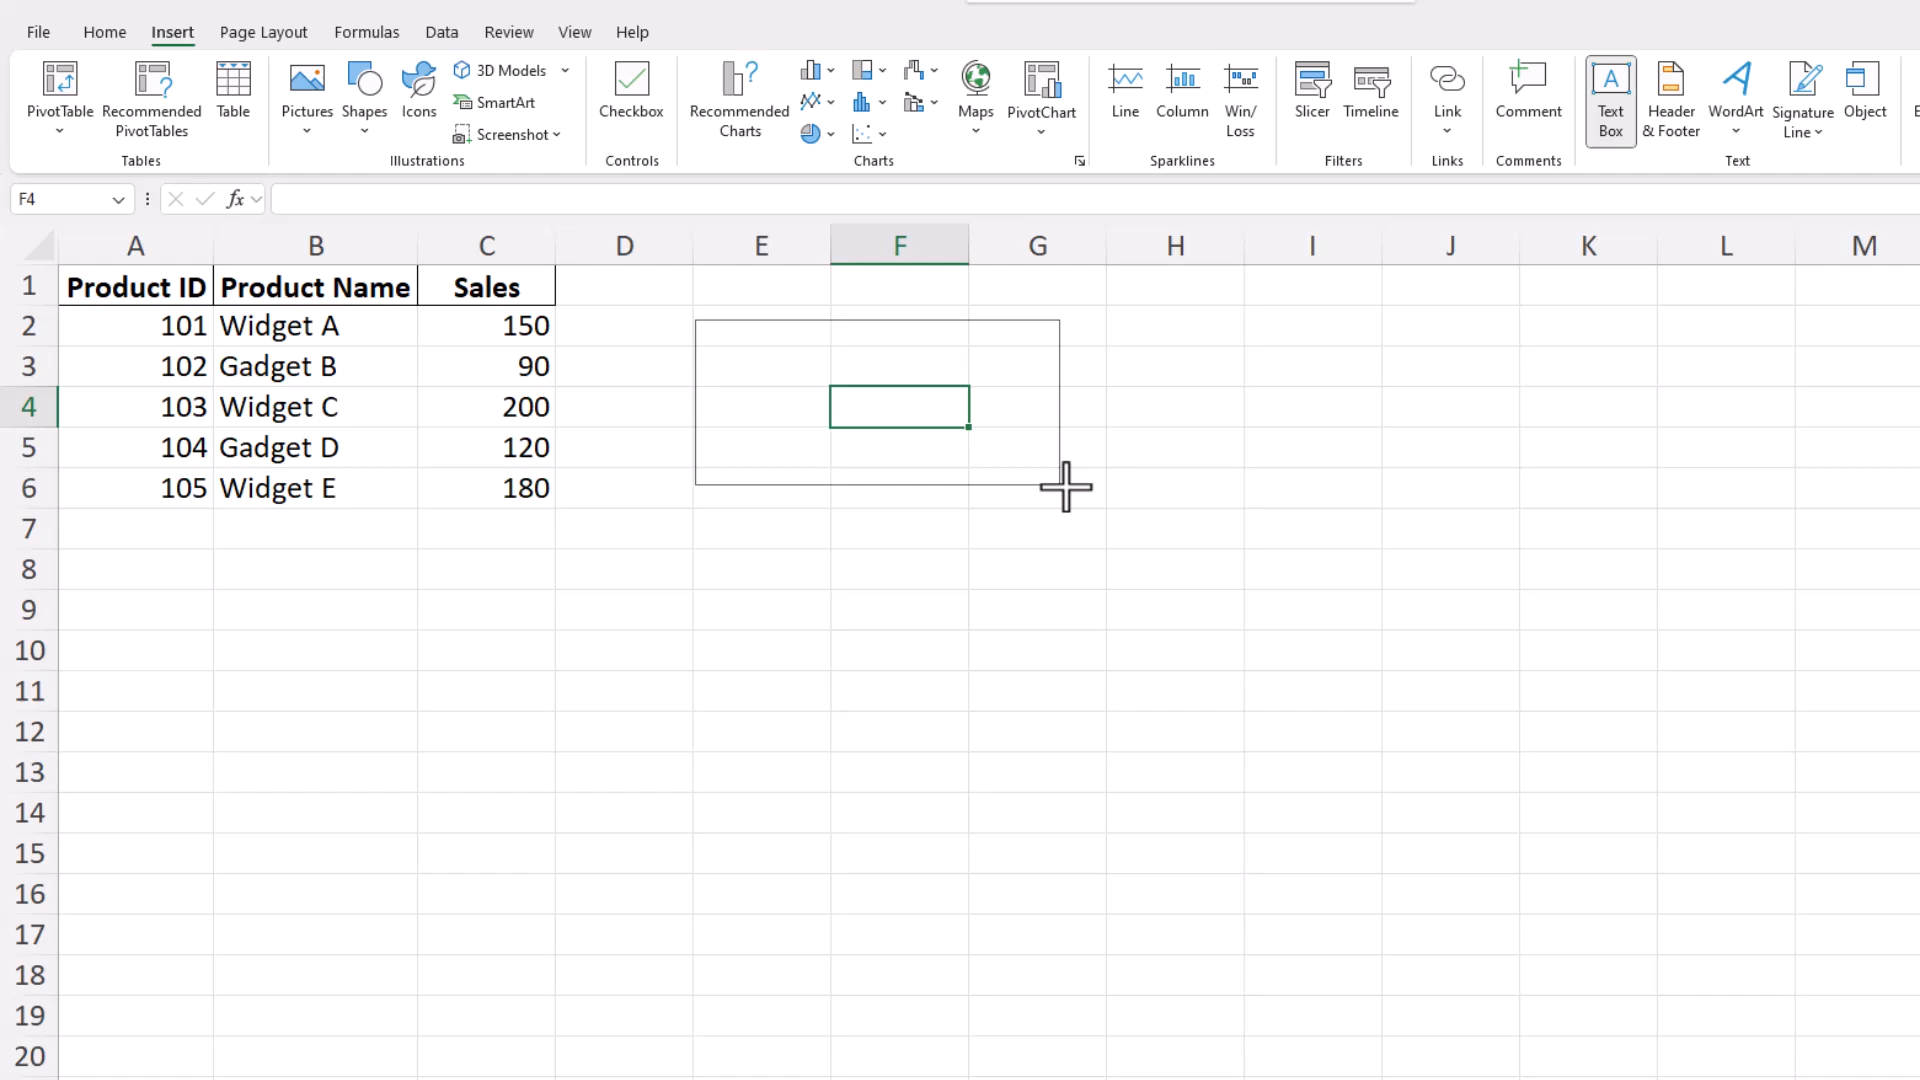 File Home Insert Page Layout Formulas Data Review View Help
PivotTable Recommended PivotTables Table
Pictures Shapes Icons 3D Models
SmartArt
Screenshot
Checkbox
Recommended Charts
Maps PivotChart
Line Column Win/ Loss
Slicer Timeline
Link
Comment
Text Box Header & Footer WordArt Signature Line Object
Tables Illustrations Controls Charts Sparklines Filters Links Comments Text
F4 fx
A B C D E F G H I J K L M
1 Product ID Product Name Sales
2 101 Widget A 150
3 102 Gadget B 90
4 103 Widget C 200
5 104 Gadget D 120
6 105 Widget E 180
7
8
9
10
11
12
13
14
15
16
17
18
19
20